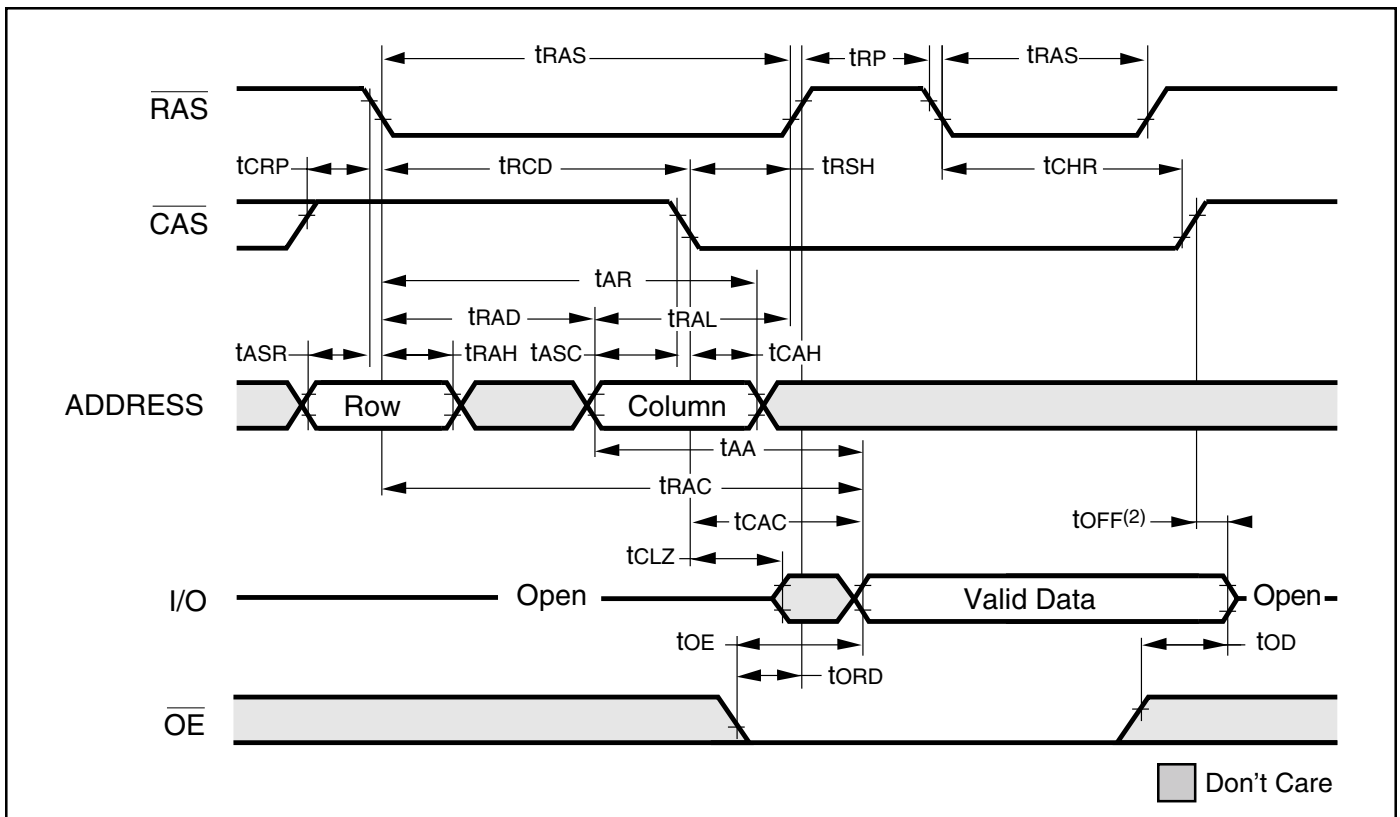 tRAS tRP tRAS
RAS
tCRP tRCD tRSH tCHR
CAS
tAR
tRAD tRAL
tASR tRAH tASC tCAH
ADDRESS Row Column
tAA
tRAC
tCAC tOFF(2)
tCLZ
I/O Open Valid Data Open
tOE tOD
tORD
OE
Don't Care